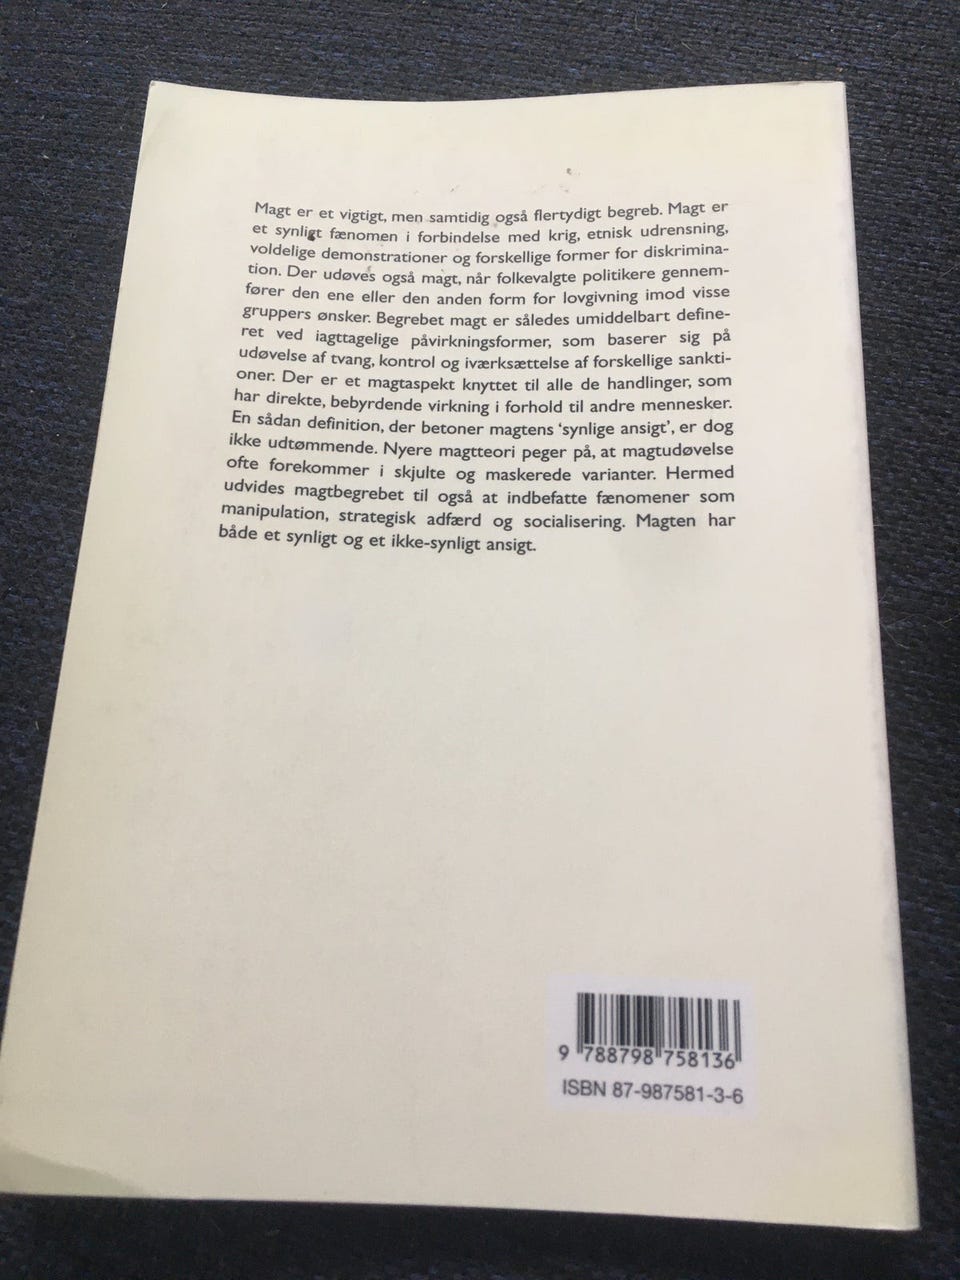 Magt er et vigtigt, men samtidig også flertydigt begreb. Magt er
et synligt fænomen i forbindelse med krig, etnisk udrensning,
voldelige demonstrationer og forskellige former for diskrimina-
tion. Der udøves også magt, når folkevalgte politikere gennem-
fører den ene eller den anden form for lovgivning imod visse
gruppers ønsker. Begrebet magt er således umiddelbart define-
ret ved iagttagelige påvirkningsformer, som baserer sig på
udøvelse af tvang, kontrol og iværksættelse af forskellige sankti-
oner. Der er et magtaspekt knyttet til alle de handlinger, som
har direkte, bebyrdende virkning i forhold til andre mennesker.
En sådan definition, der betoner magtens ‘synlige ansigt’, er dog
ikke udtømmende. Nyere magtteori peger på, at magtudøvelse
ofte forekommer i skjulte og maskerede varianter. Hermed
udvides magtbegrebet til også at indbefatte fænomener som
manipulation, strategisk adfærd og socialisering. Magten har
både et synligt og et ikke-synligt ansigt.
9 788798 758136
ISBN 87-987581-3-6